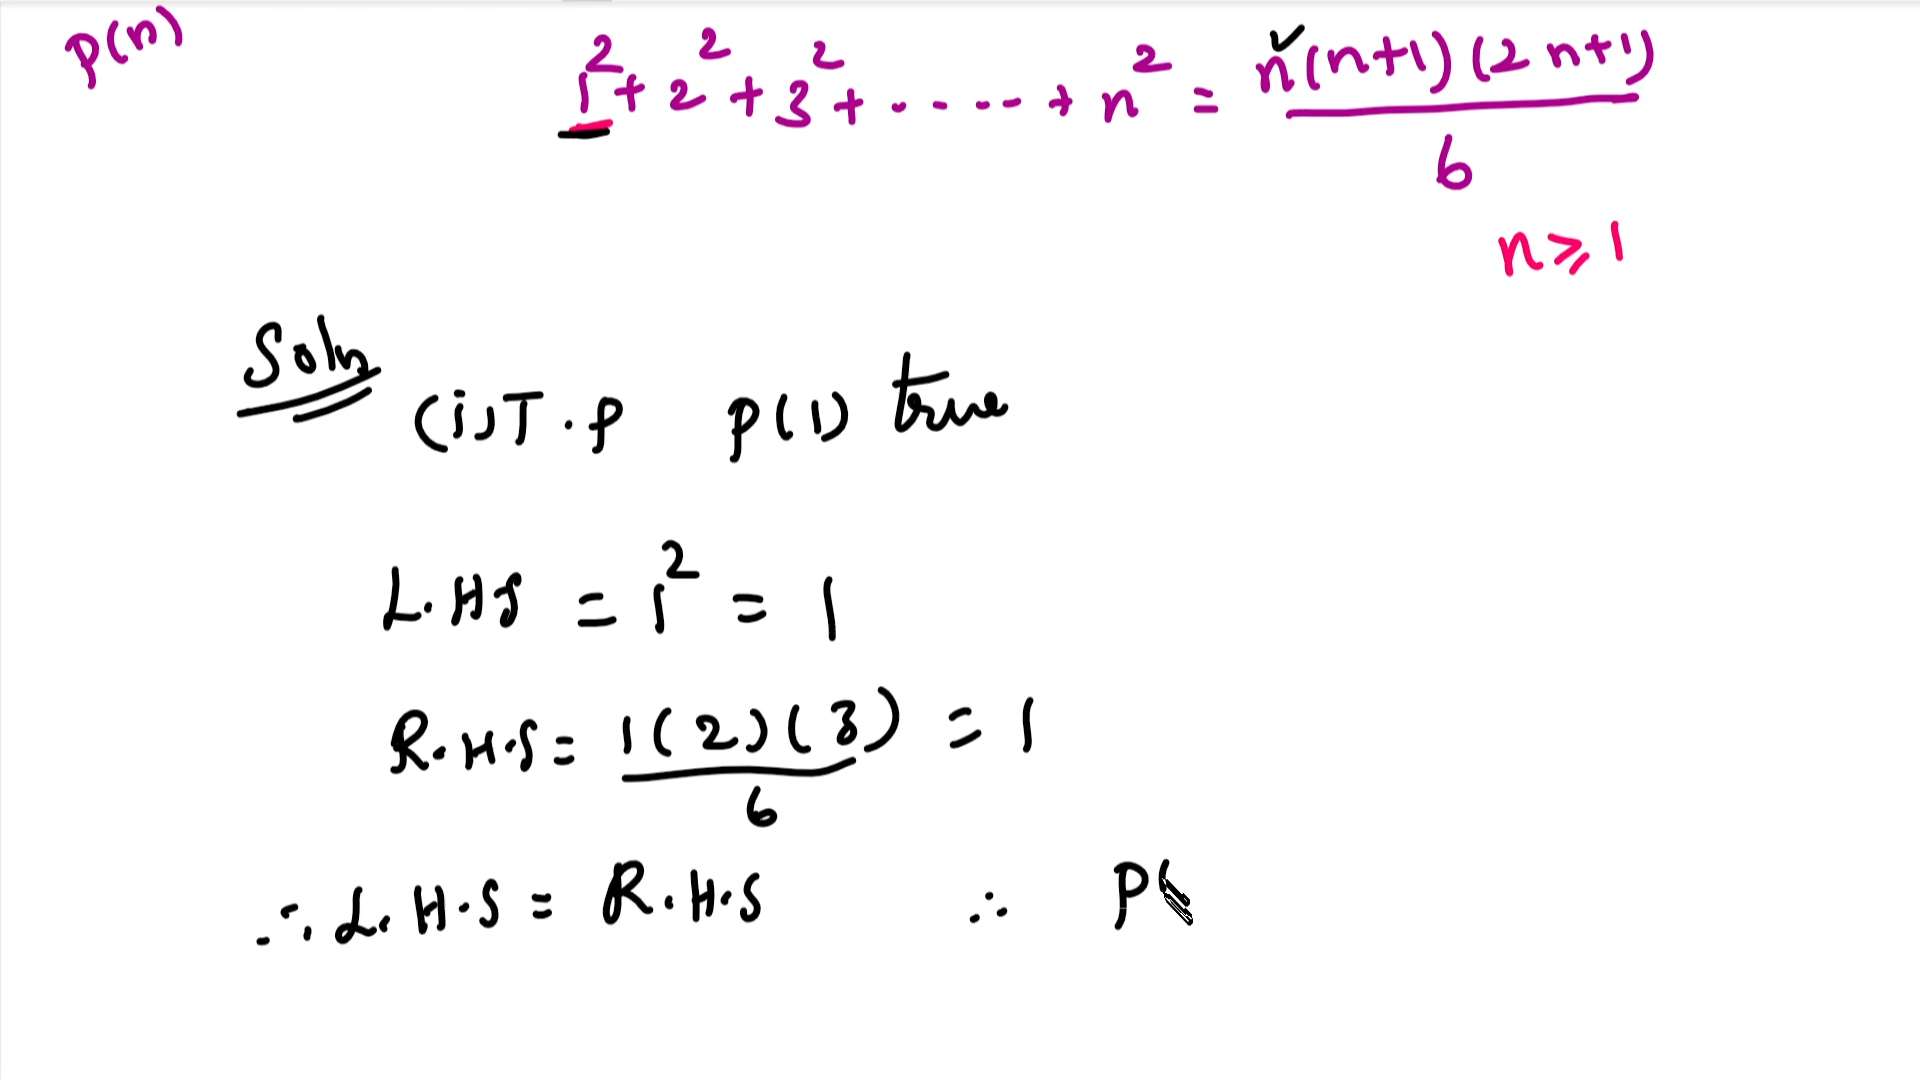 P(n) 1² + 2² + 3² + ..... + n² = n(n+1)(2n+1)
6
n ⩾ 1
Soln
(i) T.P P(1) true
L.HS = 1² = 1
R.H.S = 1(2)(3) = 1
6
∴ L.H.S = R.H.S ∴ P(